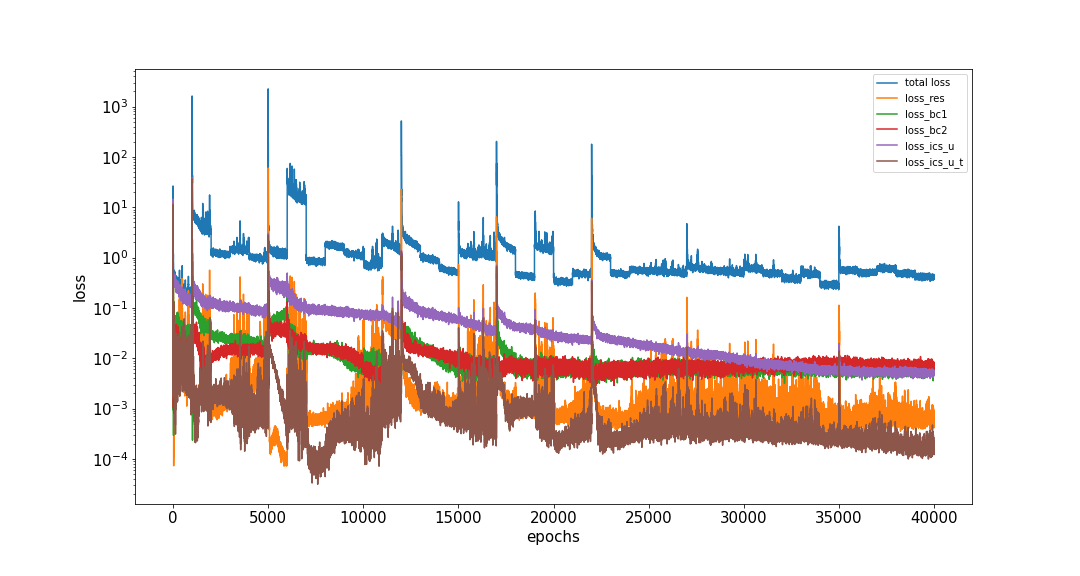 total loss
loss_res
loss_bc1
loss_bc2
loss_ics_u
loss_ics_u_t
10³
10²
10¹
10⁰
10⁻¹
10⁻²
10⁻³
10⁻⁴
loss
0 5000 10000 15000 20000 25000 30000 35000 40000
epochs